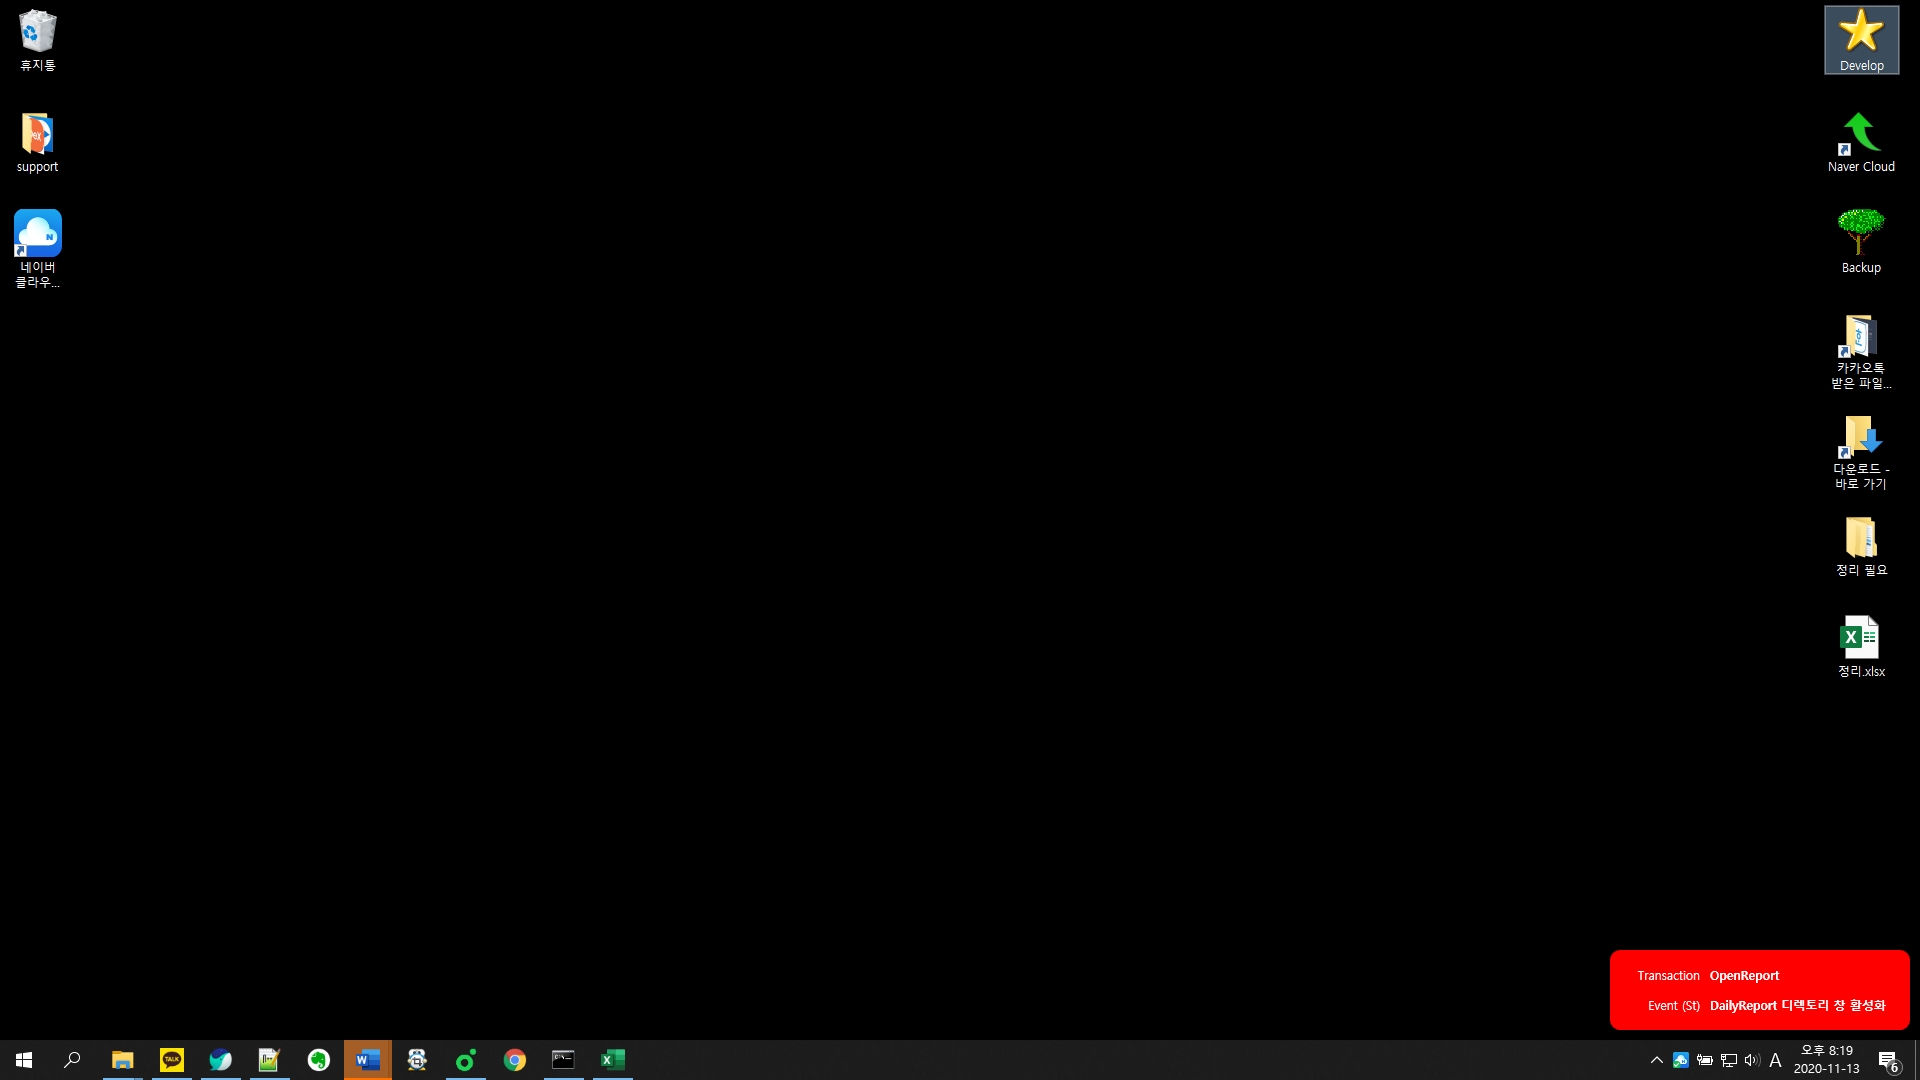 휴지통
support
네이버
클라우...
Develop
Naver Cloud
Backup
카카오톡
받은 파일...
다운로드 -
바로 가기
정리 필요
정리.xlsx
Transaction OpenReport
Event (St) DailyReport 디렉토리 창 활성화
TALK
A
오후 8:19
2020-11-13
6